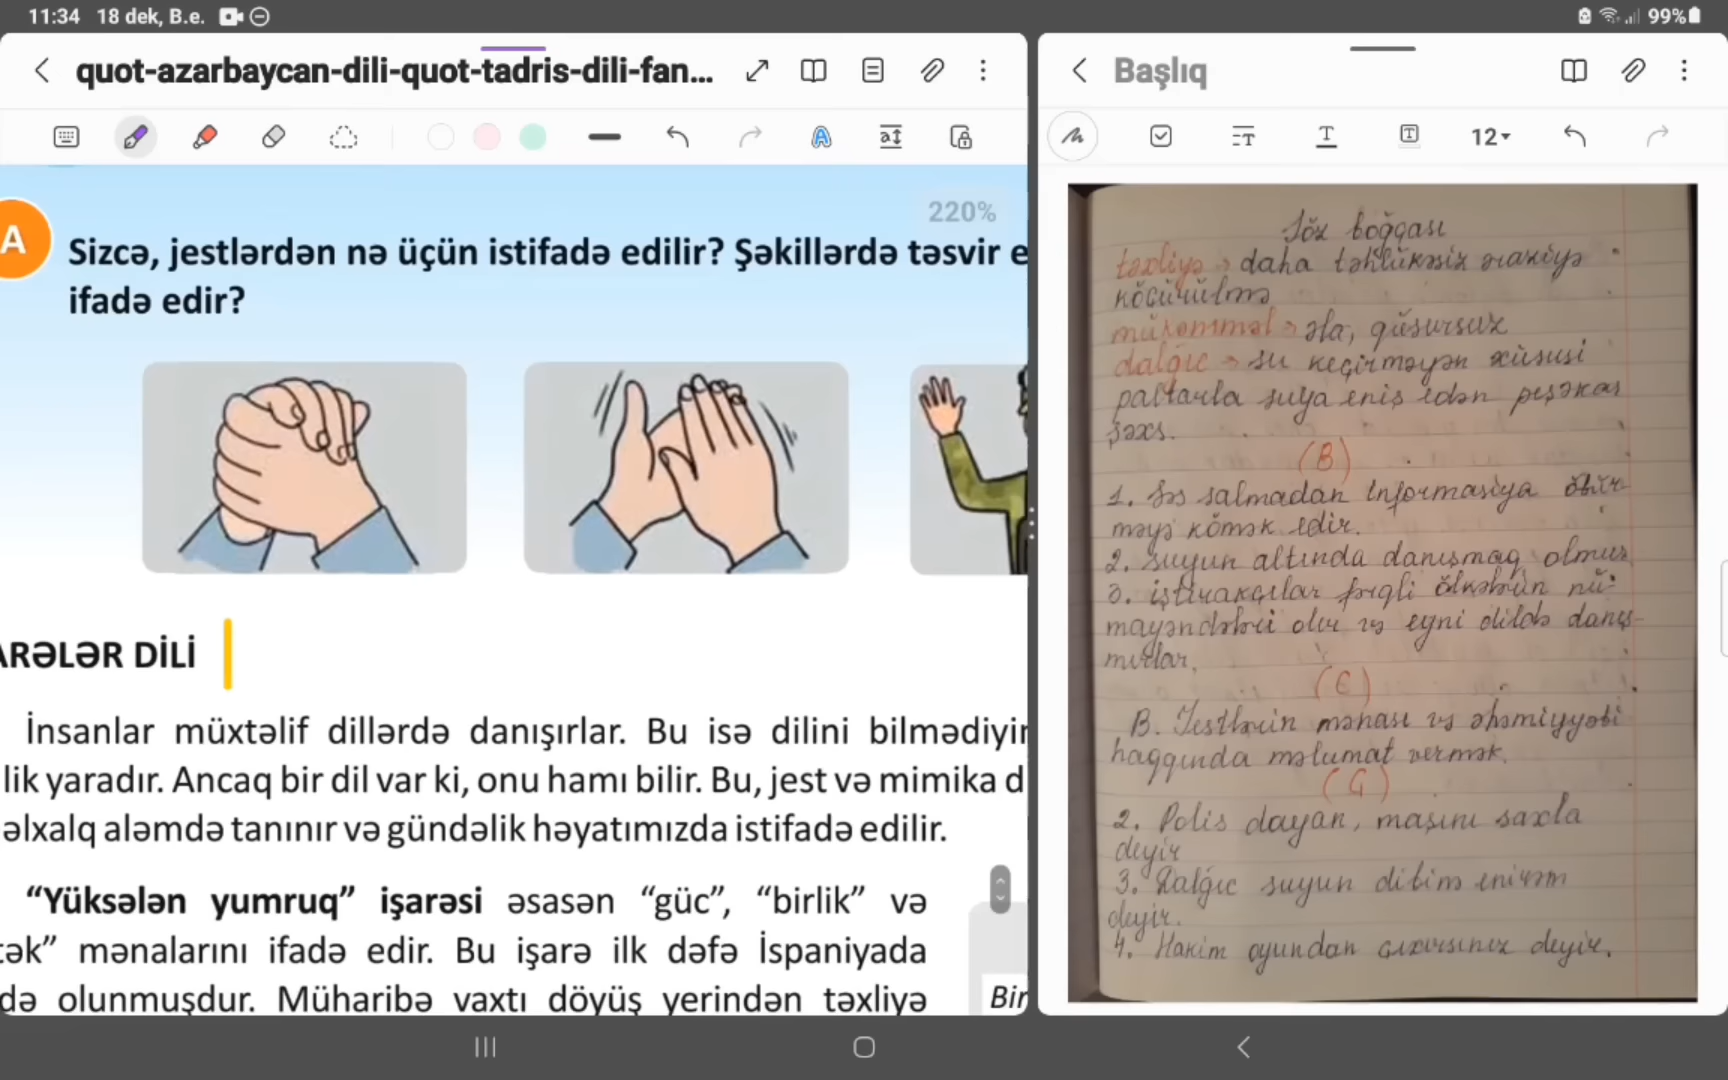 11:34 18 dek, B.e.
99%
quot-azarbaycan-dili-quot-tadris-dili-fan...
220%
A
Sizcə, jestlərdən nə üçün istifadə edilir? Şəkillərdə təsvir e
ifadə edir?
ARƏLƏR DİLİ
İnsanlar müxtəlif dillərdə danışırlar. Bu isə dilini bilmədiyin
lik yaradır. Ancaq bir dil var ki, onu hamı bilir. Bu, jest və mimika d
əlxalq aləmdə tanınır və gündəlik həyatımızda istifadə edilir.
“Yüksələn yumruq” işarəsi əsasən “güc”, “birlik” və
tək” mənalarını ifadə edir. Bu işarə ilk dəfə İspaniyada
də olunmuşdur. Müharibə vaxtı döyüş yerindən təxliyə
Bir
Başlıq
12
Söz boğçası
təxliyə → daha təhlükəsiz əraziyə
köçürülmə
mükəmməl → əla, qüsursuz
dalğıc → su keçirməyən xüsusi
paltarla suya eniş edən peşəkar
şəxs.
(B)
1. Səs salmadan informasiya ötür-
məyə kömək edir.
2. Suyun altında danışmaq olmur.
3. iştirakçılar fərqli ölkələrin nü-
mayəndələri olur və eyni dildə danış-
mırlar.
(C)
B. Jestlərin mənası və əhəmiyyəti
haqqında məlumat vermək.
(Ç)
2. Polis dayan, maşını saxla
deyir
3. Dalğıc suyun dibinə enirəm
deyir.
4. Hakim oyundan çıxırsınız deyir.